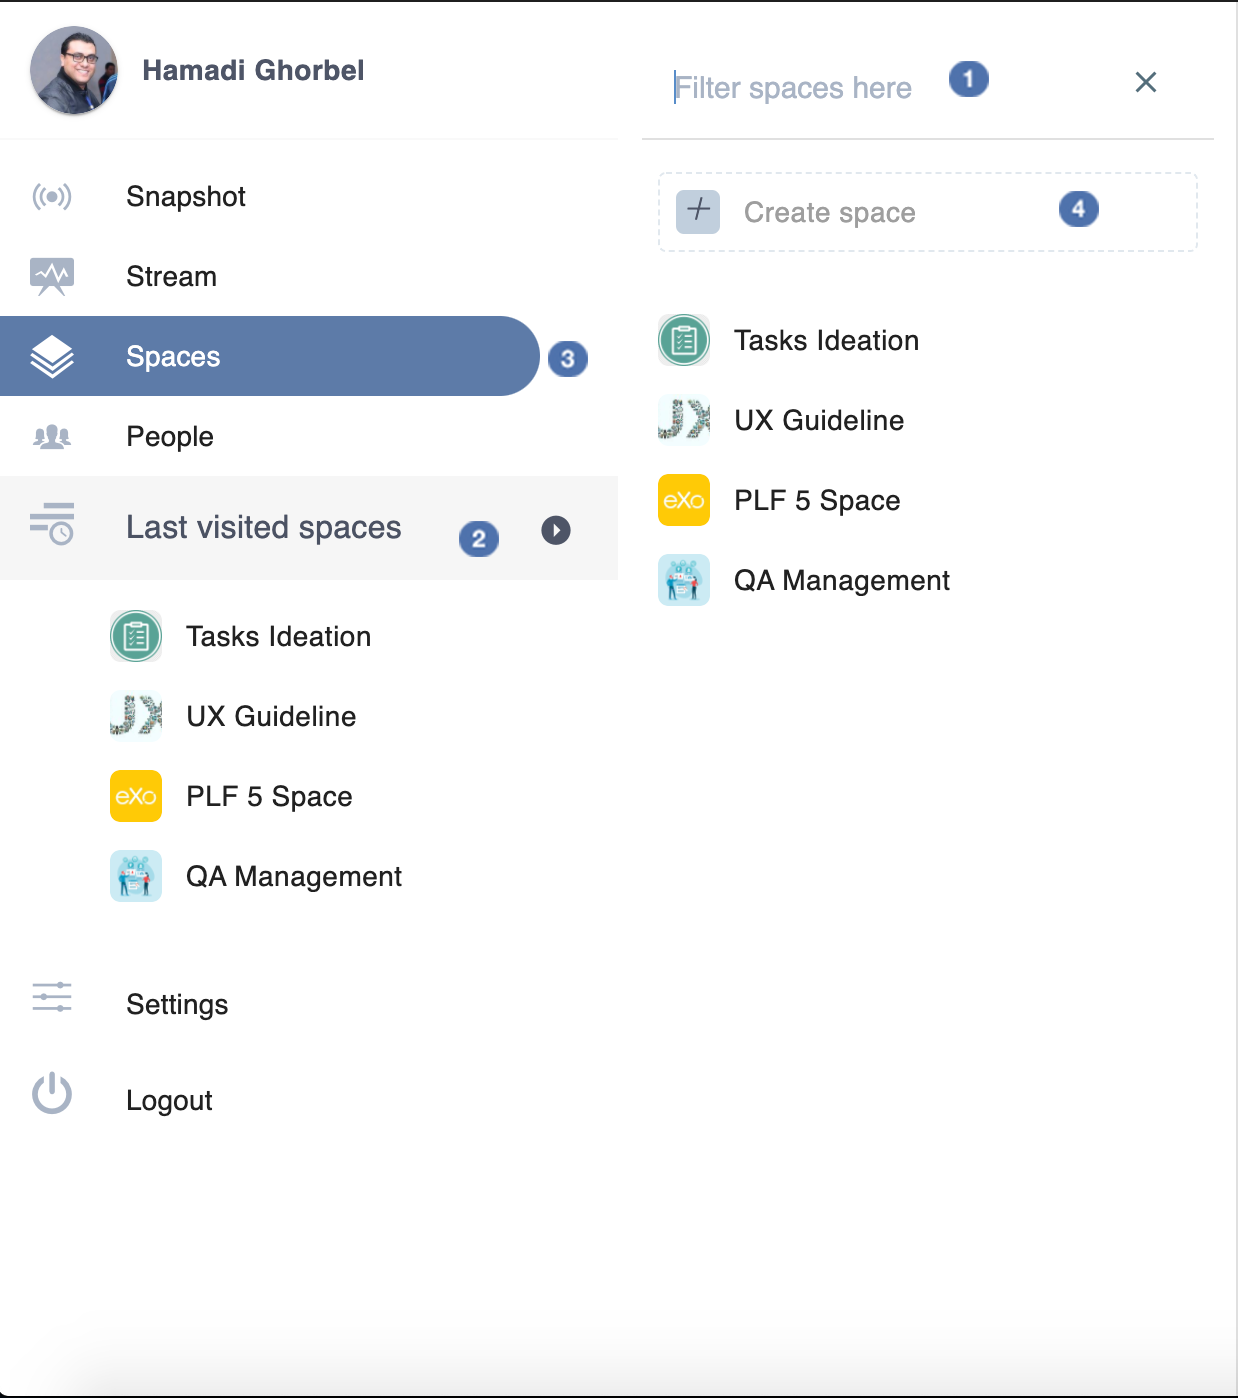 Hamadi Ghorbel
Snapshot
Stream
Spaces
3
People
Last visited spaces
2
Tasks Ideation
UX Guideline
eXo
PLF 5 Space
QA Management
Settings
Logout
Filter spaces here
1
Create space
4
Tasks Ideation
UX Guideline
eXo
PLF 5 Space
QA Management